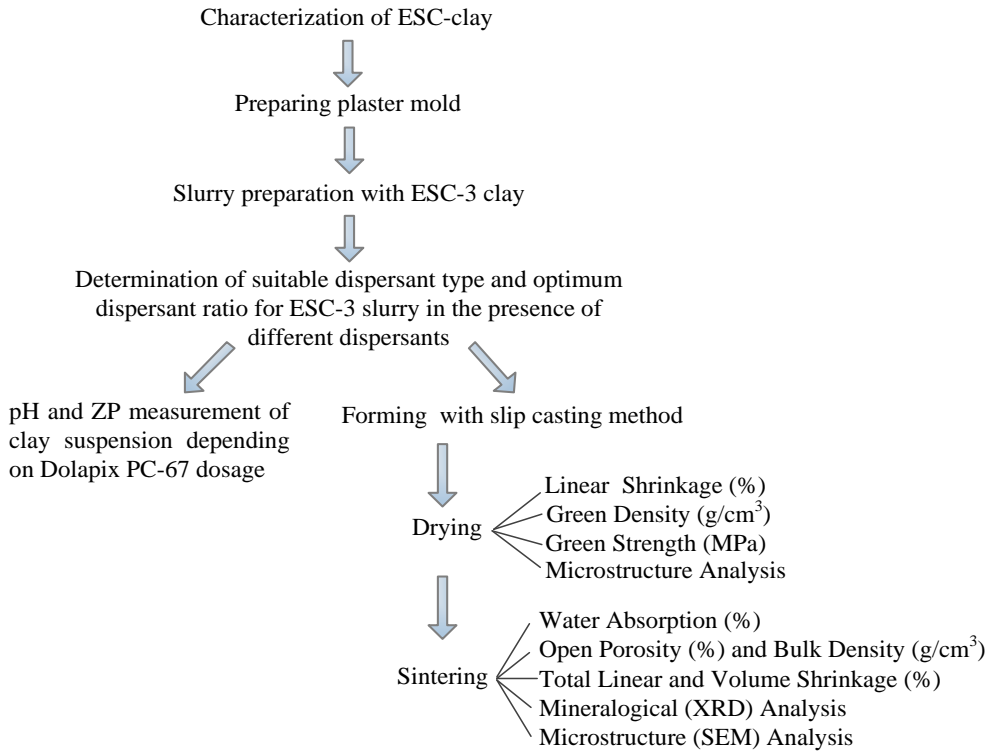 Characterization of ESC-clay
Preparing plaster mold
Slurry preparation with ESC-3 clay
Determination of suitable dispersant type and optimum
dispersant ratio for ESC-3 slurry in the presence of
different dispersants
pH and ZP measurement of
clay suspension depending
on Dolapix PC-67 dosage
Forming with slip casting method
Drying
Linear Shrinkage (%)
Green Density (g/cm³)
Green Strength (MPa)
Microstructure Analysis
Sintering
Water Absorption (%)
Open Porosity (%) and Bulk Density (g/cm³)
Total Linear and Volume Shrinkage (%)
Mineralogical (XRD) Analysis
Microstructure (SEM) Analysis